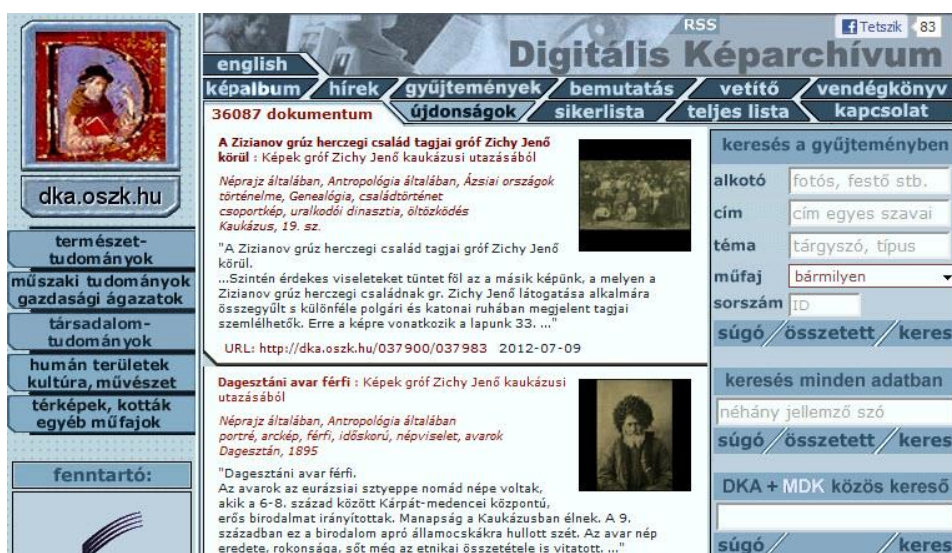 RSS
Tetszik 83
Digitális Képarchívum
english
képalbum hírek gyűjtemények bemutatás vetítő vendégkönyv
36087 dokumentum újdonságok sikerlista teljes lista kapcsolat
dka.oszk.hu
természet-
tudományok
műszaki tudományok
gazdasági ágazatok
társadalom-
tudományok
humán területek
kultúra, művészet
térképek, kották
egyéb műfajok
fenntartó:
A Zizianov grúz herczegi család tagjai gróf Zichy Jenő
körül : Képek gróf Zichy Jenő kaukázusi utazásából
Néprajz általában, Antropológia általában, Ázsiai országok
történelme, Genealógia, családtörténet
csoportkép, uralkodói dinasztia, öltözködés
Kaukázus, 19. sz.
"A Zizianov grúz herczegi család tagjai gróf Zichy Jenő
körül.
...Szintén érdekes viseleteket tüntet föl az a másik képünk, a melyen a
Zizianov grúz herczegi családnak gr. Zichy Jenő látogatása alkalmára
összegyűlt s különféle polgári és katonai ruhában megjelent tagjai
szemlélhetők. Erre a képre vonatkozik a lapunk 33. ..."
URL: http://dka.oszk.hu/037900/037983 2012-07-09
Dagesztáni avar férfi : Képek gróf Zichy Jenő kaukázusi
utazásából
Néprajz általában, Antropológia általában
portré, arckép, férfi, időskorú, népviselet, avarok
Dagesztán, 1895
"Dagesztáni avar férfi.
Az avarok az eurázsiai sztyeppe nomád népe voltak,
akik a 6-8. század között Kárpát-medencei központú,
erős birodalmat irányítottak. Manapság a Kaukázusban élnek. A 9.
században ez a birodalom apró államocskákra hullott szét. Az avar nép
eredete, rokonsága, sőt még az etnikai összetétele is vitatott. ..."
keresés a gyűjteményben
alkotó fotós, festő stb.
cím cím egyes szavai
téma tárgyszó, típus
műfaj bármilyen
sorszám ID
súgó összetett keres
keresés minden adatban
néhány jellemző szó
súgó összetett keres
DKA + MDK közös kereső
súgó keres